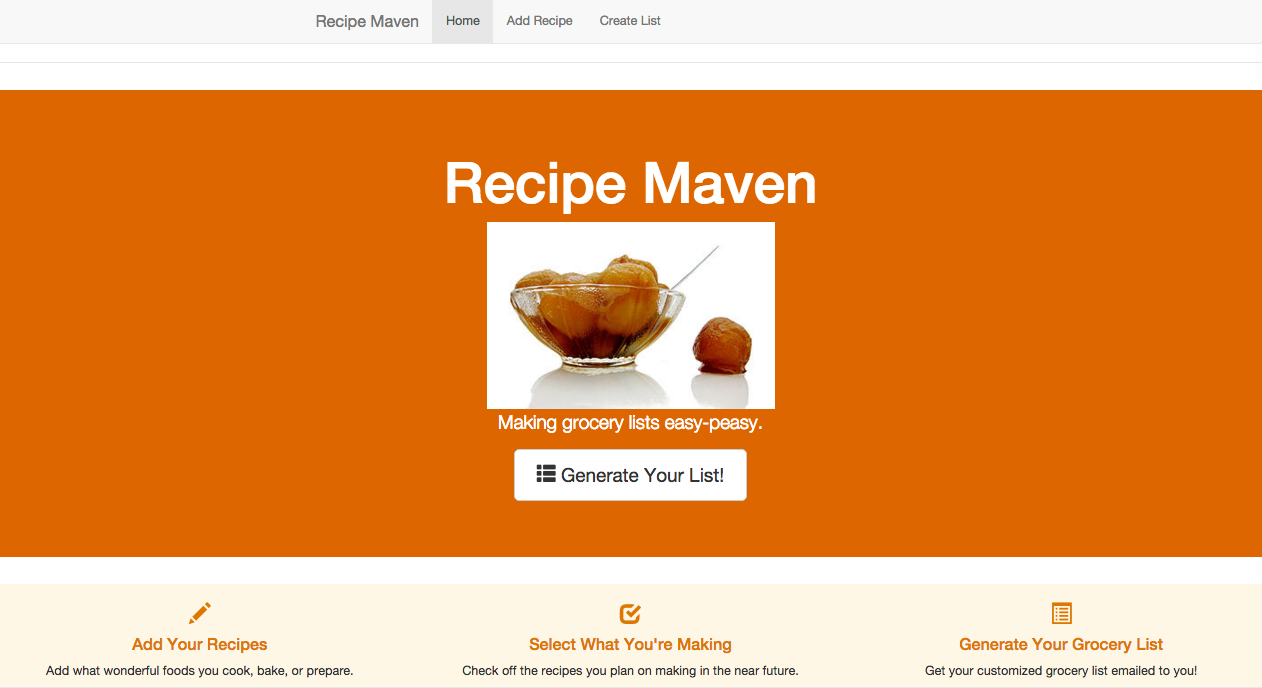 Recipe Maven Home Add Recipe Create List
Recipe Maven
Making grocery lists easy-peasy.
Generate Your List!
Add Your Recipes
Add what wonderful foods you cook, bake, or prepare.
Select What You're Making
Check off the recipes you plan on making in the near future.
Generate Your Grocery List
Get your customized grocery list emailed to you!